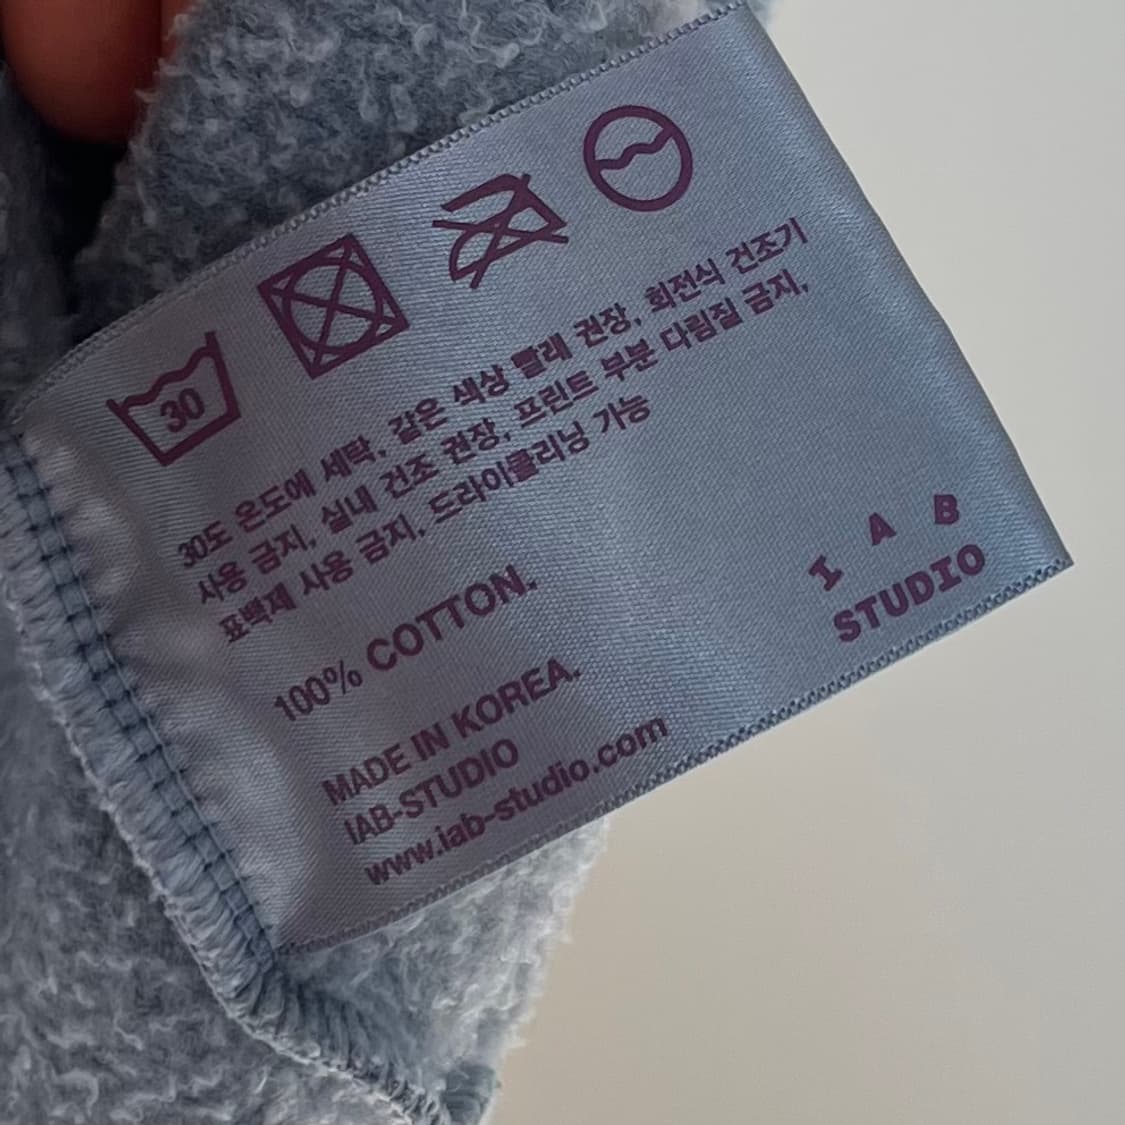 30
30도 온도에 세탁, 같은 색상 빨래 권장, 회전식 건조기
사용 금지, 실내 건조 권장, 프린트 부분 다림질 금지,
표백제 사용 금지, 드라이클리닝 가능
100% COTTON.
MADE IN KOREA.
IAB-STUDIO
www.iab-studio.com
I A B
STUDIO